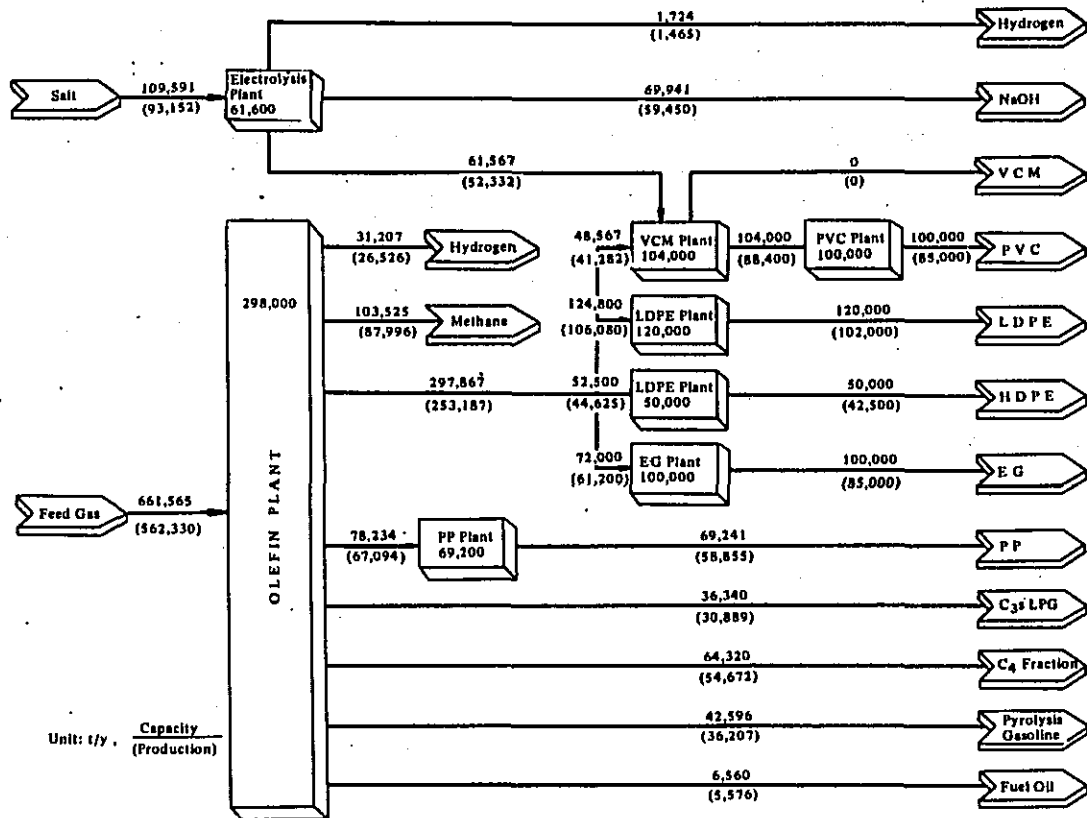 1,724
(1,465)
Hydrogen
Salt
109,591
(93,152)
Electrolysis
Plant
61,600
69,941
(59,450)
NaOH
61,567
(52,332)
0
(0)
VCM
31,207
(26,526)
Hydrogen
48,567
(41,282)
VCM Plant
104,000
104,000
(88,400)
PVC Plant
100,000
100,000
(85,000)
PVC
298,000
103,525
(87,996)
Methane
124,800
(106,080)
LDPE Plant
120,000
120,000
(102,000)
LDPE
297,867
(253,187)
52,500
(44,625)
LDPE Plant
50,000
50,000
(42,500)
HDPE
72,000
(61,200)
EG Plant
100,000
100,000
(85,000)
EG
OLEFIN PLANT
Feed Gas
661,565
(562,330)
78,234
(67,094)
PP Plant
69,200
69,241
(58,855)
PP
36,340
(30,889)
C3s LPG
64,320
(54,672)
C4 Fraction
42,596
(36,207)
Pyrolysis
Gasoline
Unit: t/y, Capacity
(Production)
6,560
(5,576)
Fuel Oil